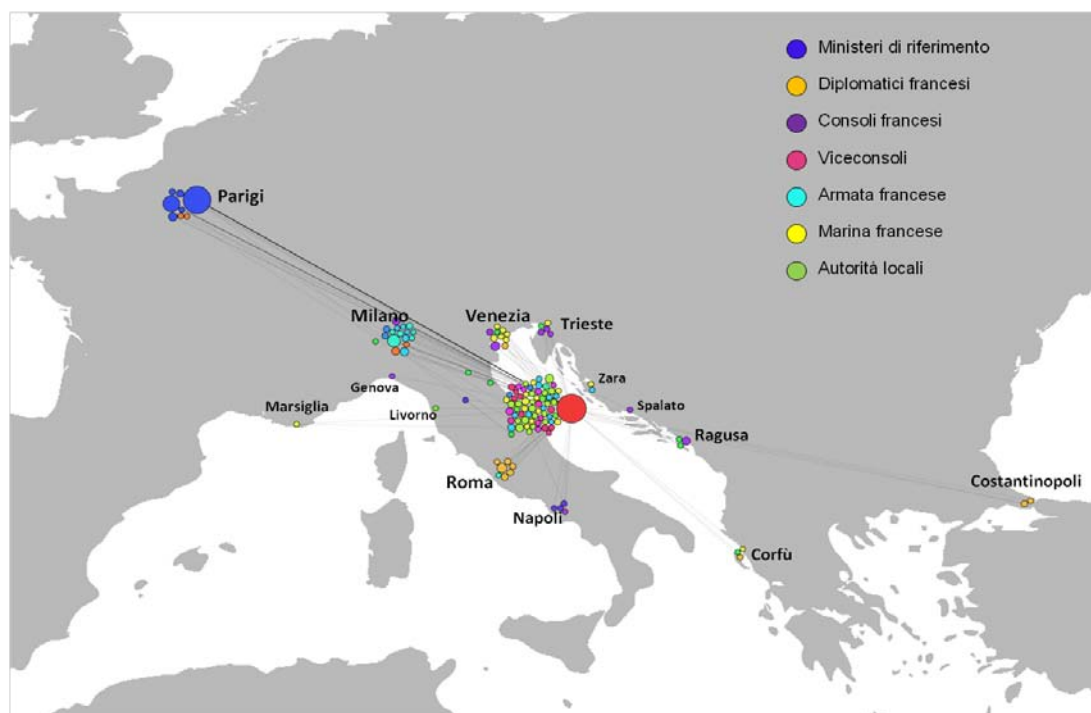 Ministeri di riferimento
Diplomatici francesi
Consoli francesi
Viceconsoli
Armata francese
Marina francese
Autorità locali
Parigi
Milano
Venezia
Trieste
Genova
Zara
Marsiglia
Livorno
Spalato
Ragusa
Roma
Costantinopoli
Napoli
Corfù